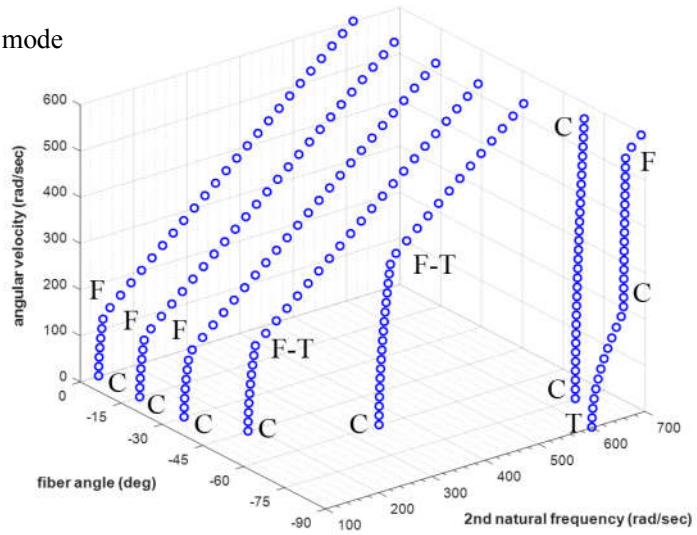 mode
600
500
400
300
200
100
0
angular velocity (rad/sec)
0
-15
-30
-45
-60
-75
-90
fiber angle (deg)
100
200
300
400
500
600
700
2nd natural frequency (rad/sec)
F
F
F
F-T
F-T
C
F
C
C
C
C
C
C
C
C
T